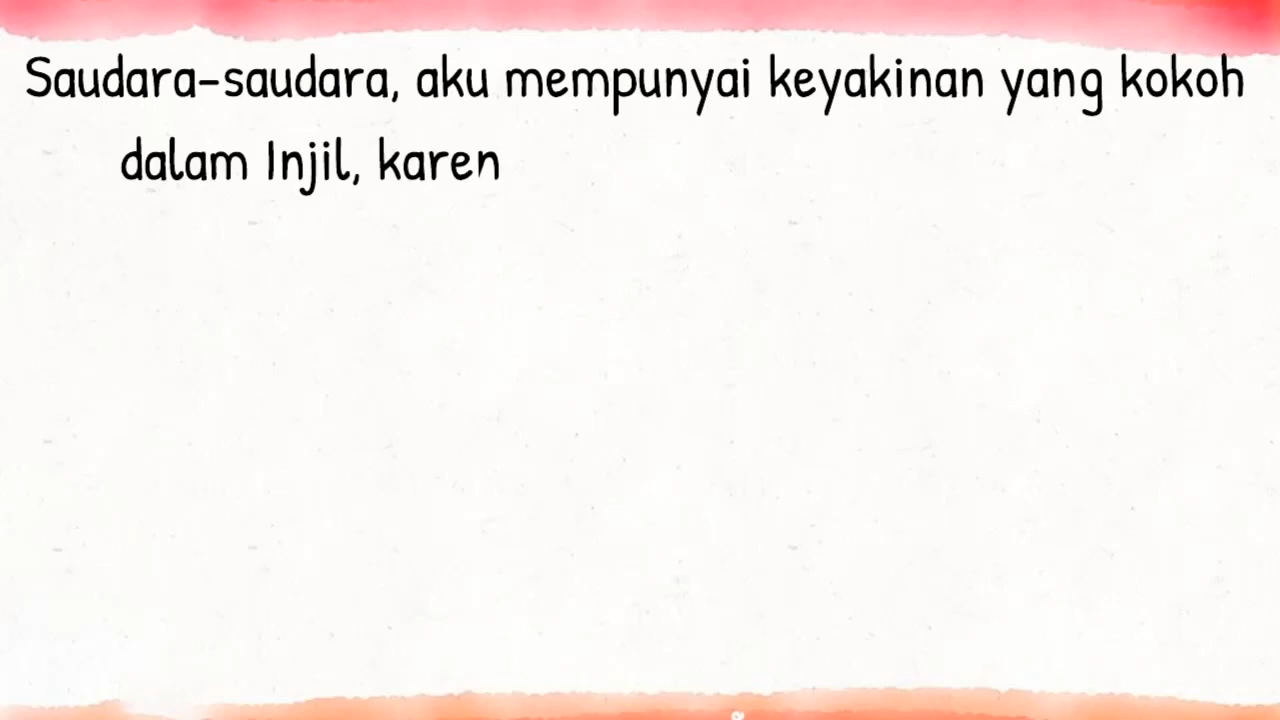 Saudara-saudara, aku mempunyai keyakinan yang kokoh
dalam Injil, karen